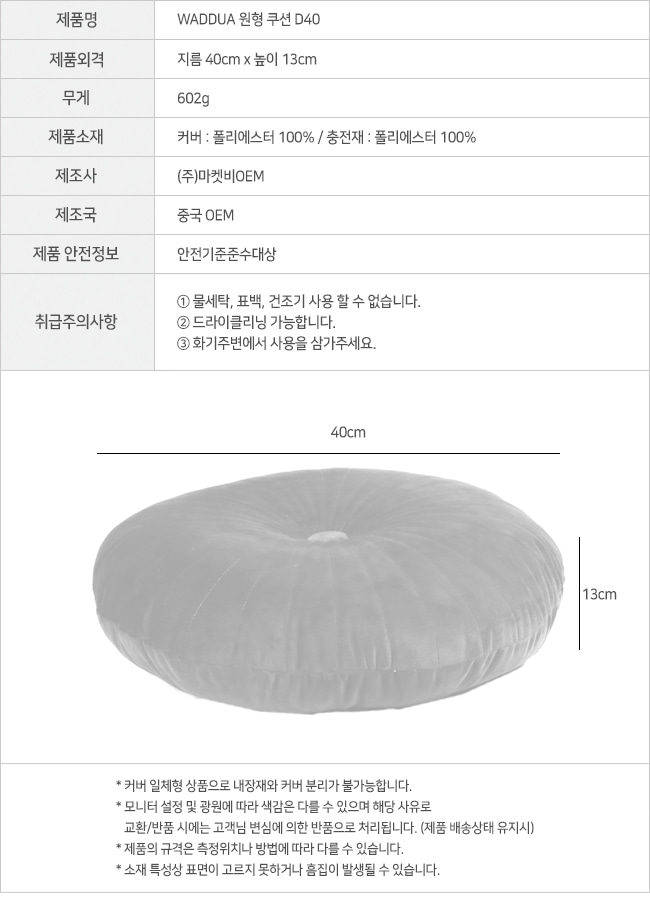 제품명 WADDUA 원형 쿠션 D40
제품외격 지름 40cm x 높이 13cm
무게 602g
제품소재 커버 : 폴리에스터 100% / 충전재 : 폴리에스터 100%
제조사 (주)마켓비OEM
제조국 중국 OEM
제품 안전정보 안전기준준수대상
취급주의사항
① 물세탁, 표백, 건조기 사용 할 수 없습니다.
② 드라이클리닝 가능합니다.
③ 화기주변에서 사용을 삼가주세요.
40cm
13cm
* 커버 일체형 상품으로 내장재와 커버 분리가 불가능합니다.
* 모니터 설정 및 광원에 따라 색감은 다를 수 있으며 해당 사유로
교환/반품 시에는 고객님 변심에 의한 반품으로 처리됩니다. (제품 배송상태 유지시)
* 제품의 규격은 측정위치나 방법에 따라 다를 수 있습니다.
* 소재 특성상 표면이 고르지 못하거나 흠집이 발생될 수 있습니다.